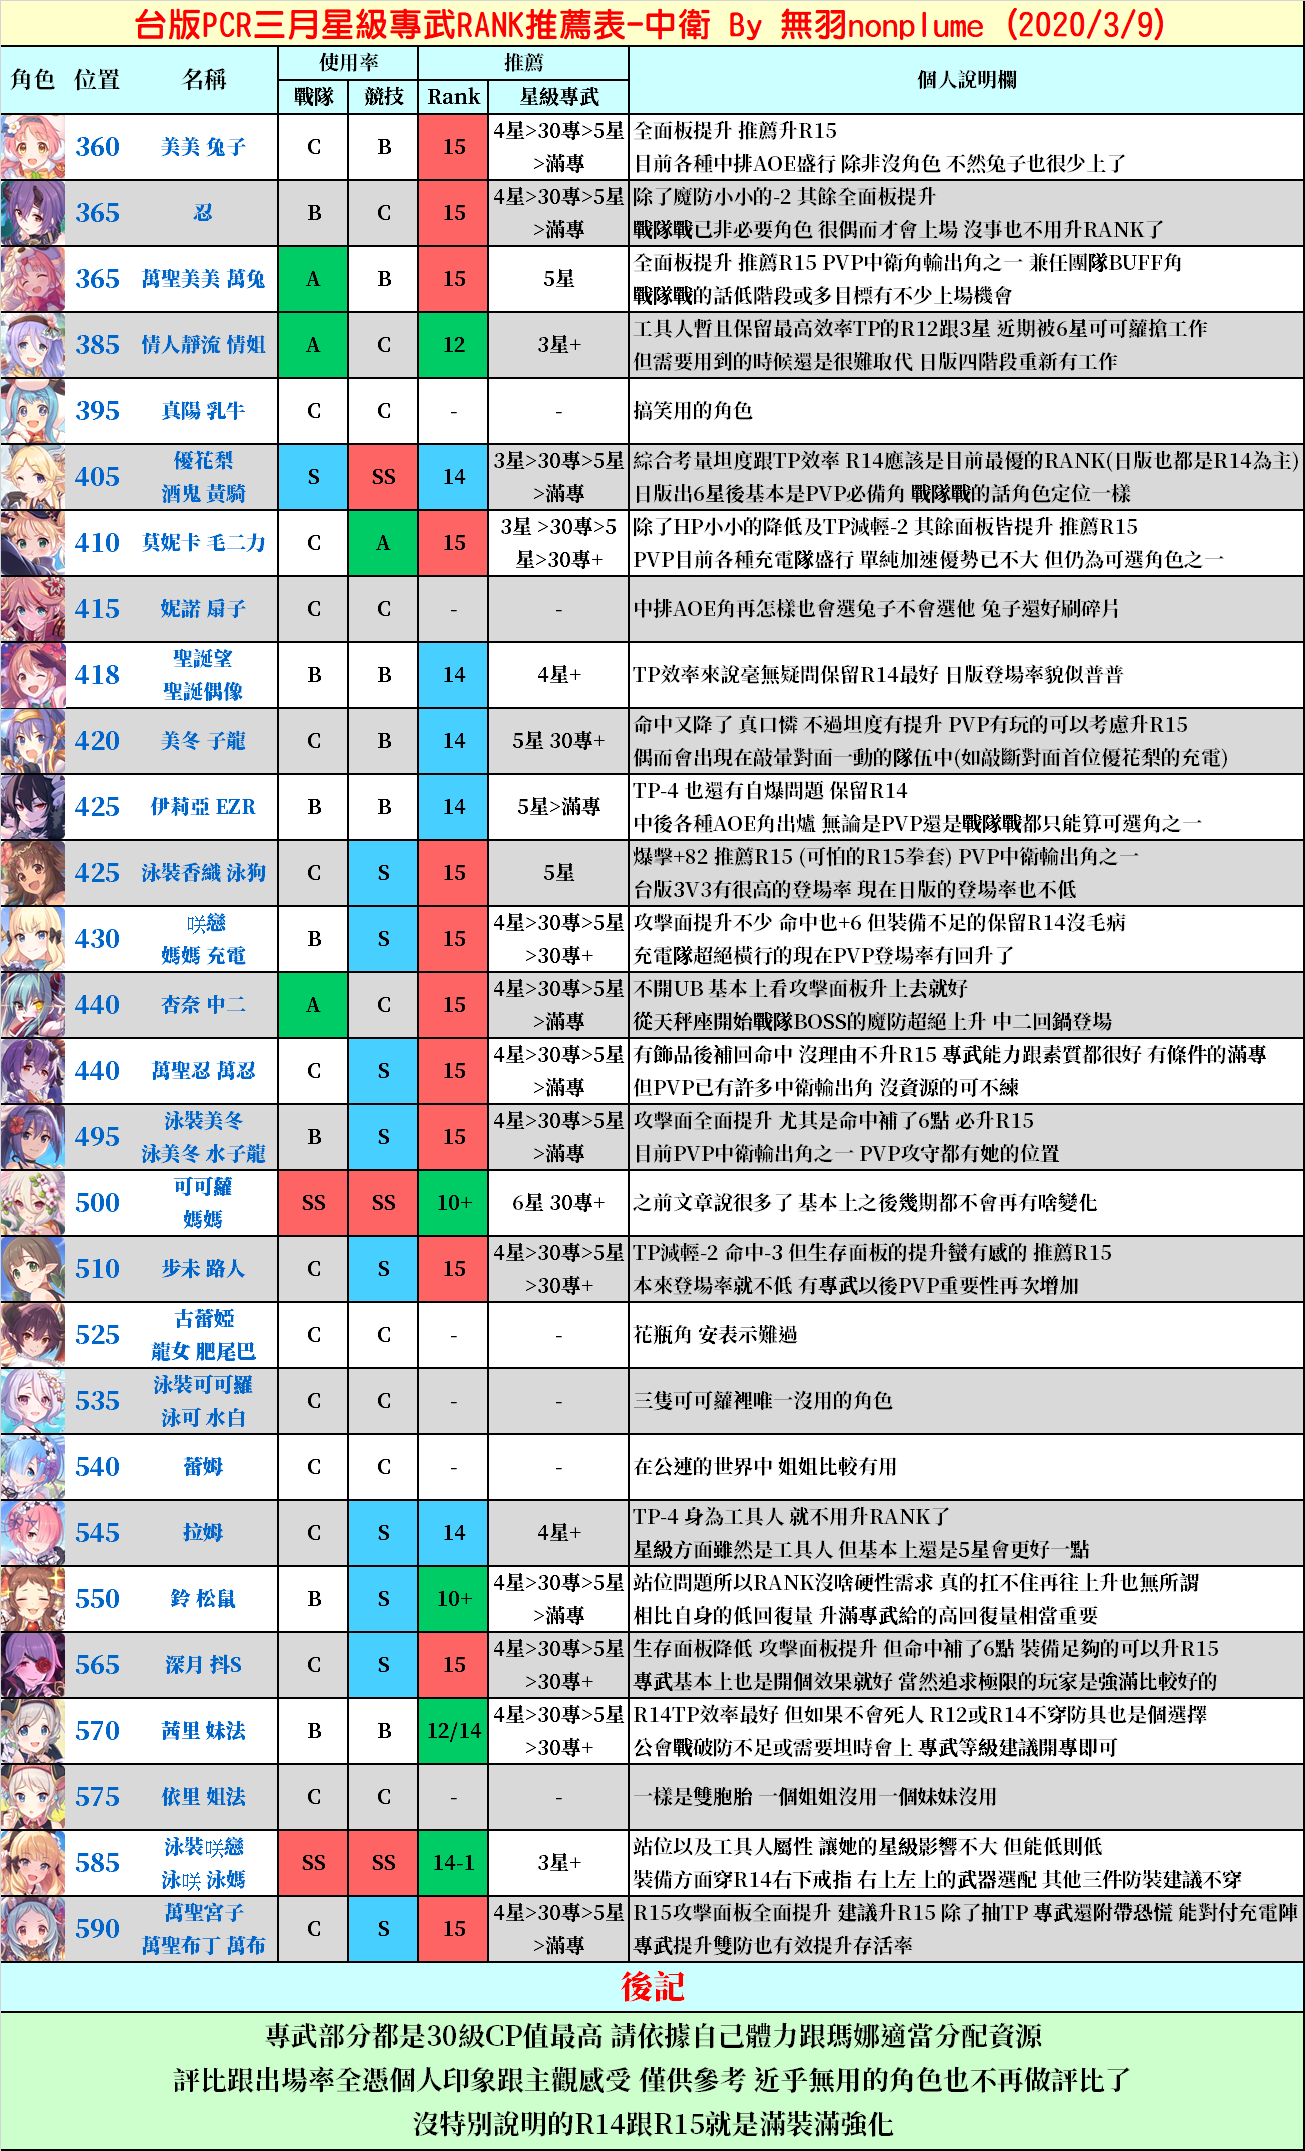 台版PCR三月星級專武RANK推薦表-中衛 By 無羽nonplume (2020/3/9)
角色 位置 名稱 使用率 推薦 個人說明欄
戰隊 競技 Rank 星級專武
360 美美 兔子 C B 15 4星>30專>5星 全面板提升 推薦升R15
>滿專 目前各種中排AOE盛行 除非沒角色 不然兔子也很少上了
365 忍 B C 15 4星>30專>5星 除了魔防小小的-2 其餘全面板提升
>滿專 戰隊戰已非必要角色 很偶而才會上場 沒事也不用升RANK了
365 萬聖美美 萬兔 A B 15 5星 全面板提升 推薦R15 PVP中衛角輸出角之一 兼任團隊BUFF角
戰隊戰的話低階段或多目標有不少上場機會
385 情人靜流 情姐 A C 12 3星+ 工具人暫且保留最高效率TP的R12跟3星 近期被6星可可蘿搶工作
但需要用到的時候還是很難取代 日版四階段重新有工作
395 真陽 乳牛 C C - - 搞笑用的角色
405 優花梨 S SS 14 3星>30專>5星 綜合考量坦度跟TP效率 R14應該是目前最優的RANK(日版也都是R14為主)
酒鬼 黃騎 >滿專 日版出6星後基本是PVP必備角 戰隊戰的話角色定位一樣
410 莫妮卡 毛二力 C A 15 3星 >30專>5 除了HP小小的降低及TP減輕-2 其餘面板皆提升 推薦R15
星>30專+ PVP目前各種充電隊盛行 單純加速優勢已不大 但仍為可選角色之一
415 妮諾 扇子 C C - - 中排AOE角再怎樣也會選兔子不會選他 兔子還好刷碎片
418 聖誕望 B B 14 4星+ TP效率來說毫無疑問保留R14最好 日版登場率貌似普普
聖誕偶像
420 美冬 子龍 C B 14 5星 30專+ 命中又降了 真口憐 不過坦度有提升 PVP有玩的可以考慮升R15
偶而會出現在敲暈對面一動的隊伍中(如敲斷對面首位優花梨的充電)
425 伊莉亞 EZR B B 14 5星>滿專 TP-4 也還有自爆問題 保留R14
中後各種AOE角出爐 無論是PVP還是戰隊戰都只能算可選角之一
425 泳裝香織 泳狗 C S 15 5星 爆擊+82 推薦R15 (可怕的R15拳套) PVP中衛輸出角之一
台版3V3有很高的登場率 現在日版的登場率也不低
430 咲戀 B S 15 4星>30專>5星 攻擊面提升不少 命中也+6 但裝備不足的保留R14沒毛病
媽媽 充電 >30專+ 充電隊超絕橫行的現在PVP登場率有回升了
440 杏奈 中二 A C 15 4星>30專>5星 不開UB 基本上看攻擊面板升上去就好
>滿專 從天秤座開始戰隊BOSS的魔防超絕上升 中二回鍋登場
440 萬聖忍 萬忍 C S 15 4星>30專>5星 有飾品後補回命中 沒理由不升R15 專武能力跟素質都很好 有條件的滿專
>滿專 但PVP已有許多中衛輸出角 沒資源的可不練
495 泳裝美冬 B S 15 4星>30專>5星 攻擊面全面提升 尤其是命中補了6點 必升R15
泳美冬 水子龍 >滿專 目前PVP中衛輸出角之一 PVP攻守都有她的位置
500 可可蘿 SS SS 10+ 6星 30專+ 之前文章說很多了 基本上之後幾期都不會再有啥變化
媽媽
510 步未 路人 C S 15 4星>30專>5星 TP減輕-2 命中-3 但生存面板的提升蠻有感的 推薦R15
>30專+ 本來登場率就不低 有專武以後PVP重要性再次增加
525 古蕾婭 C C - - 花瓶角 安表示難過
龍女 肥尾巴
535 泳裝可可蘿 C C - - 三隻可可蘿裡唯一沒用的角色
泳可 水白
540 蕾姆 C C - - 在公連的世界中 姐姐比較有用
545 拉姆 C S 14 4星+ TP-4 身為工具人 就不用升RANK了
星級方面雖然是工具人 但基本上還是5星會更好一點
550 鈴 松鼠 B S 10+ 4星>30專>5星 站位問題所以RANK沒啥硬性需求 真的扛不住再往上升也無所謂
>滿專 相比自身的低回復量 升滿專武給的高回復量相當重要
565 深月 抖S C S 15 4星>30專>5星 生存面板降低 攻擊面板提升 但命中補了6點 裝備足夠的可以升R15
>30專+ 專武基本上也是開個效果就好 當然追求極限的玩家是強滿比較好的
570 茜里 妹法 B B 12/14 4星>30專>5星 R14TP效率最好 但如果不會死人 R12或R14不穿防具也是個選擇
>30專+ 公會戰破防不足或需要坦時會上 專武等級建議開專即可
575 依里 姐法 C C - - 一樣是雙胞胎 一個姐姐沒用一個妹妹沒用
585 泳裝咲戀 SS SS 14-1 3星+ 站位以及工具人屬性 讓她的星級影響不大 但能低則低
泳咲 泳媽 裝備方面穿R14右下戒指 右上左上的武器選配 其他三件防裝建議不穿
590 萬聖宮子 C S 15 4星>30專>5星 R15攻擊面板全面提升 建議升R15 除了抽TP 專武還附帶恐慌 能對付充電陣
萬聖布丁 萬布 >滿專 專武提升雙防也有效提升存活率
後記
專武部分都是30級CP值最高 請依據自己體力跟瑪娜適當分配資源
評比跟出場率全憑個人印象跟主觀感受 僅供參考 近乎無用的角色也不再做評比了
沒特別說明的R14跟R15就是滿裝滿強化